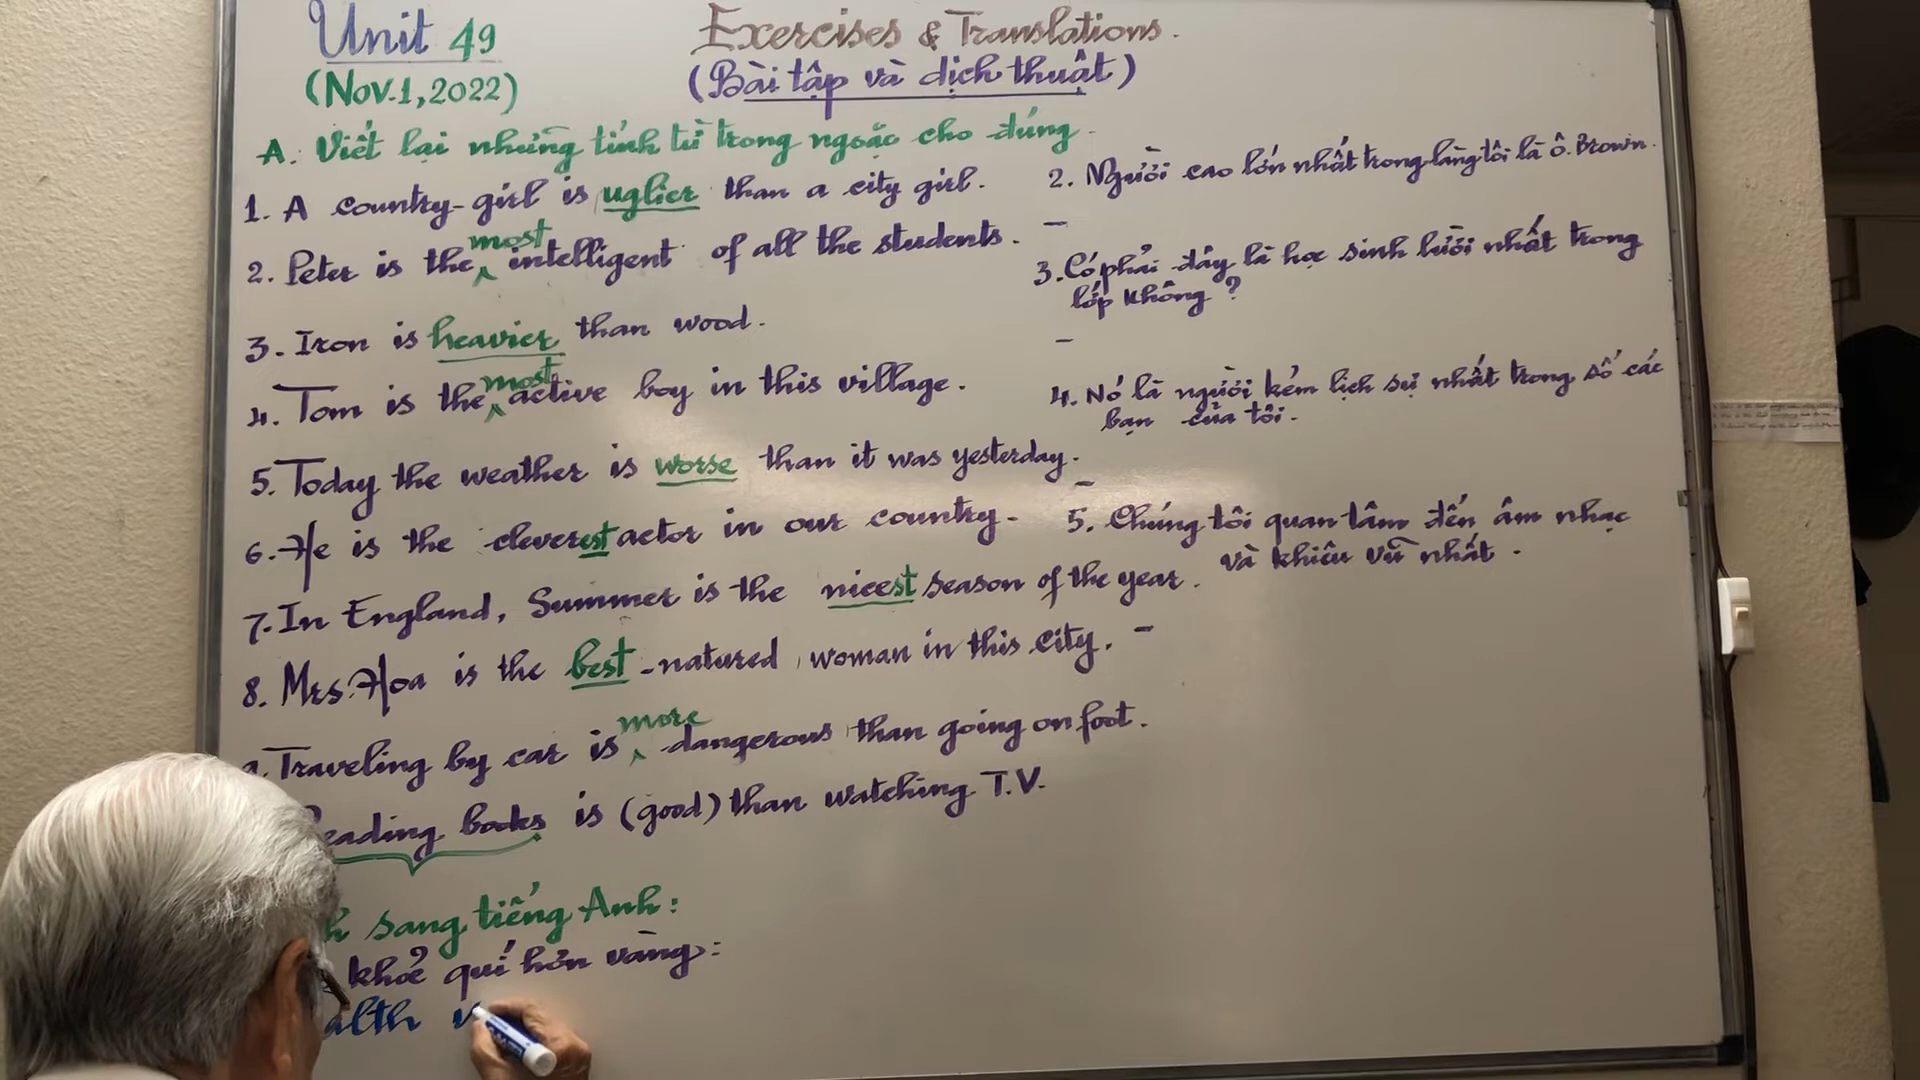 Unit 49
(Nov.1, 2022)
Exercises & Translations.
(Bài tập và dịch thuật)
A. Viết lại những tính từ trong ngoặc cho đúng.
1. A country-girl is uglier than a city girl.
2. Peter is the most intelligent of all the students.
3. Iron is heavier than wood.
4. Tom is the most active boy in this village.
5. Today the weather is worse than it was yesterday.
6. He is the cleverest actor in our country.
7. In England, Summer is the nicest season of the year.
8. Mrs. Hoa is the best-natured woman in this city.
Traveling by car is more dangerous than going on foot.
eading books is (good) than watching T.V.
h sang tiếng Anh:
khoẻ quí hơn vàng:
alth
2. Người cao lớn nhất trong làng tôi là ô. Brown.
-
3. Có phải đây là học sinh lười nhất trong
lớp không?
-
4. Nó là người kém lịch sự nhất trong số các
bạn của tôi.
-
5. Chúng tôi quan tâm đến âm nhạc
và khiêu vũ nhất.
-